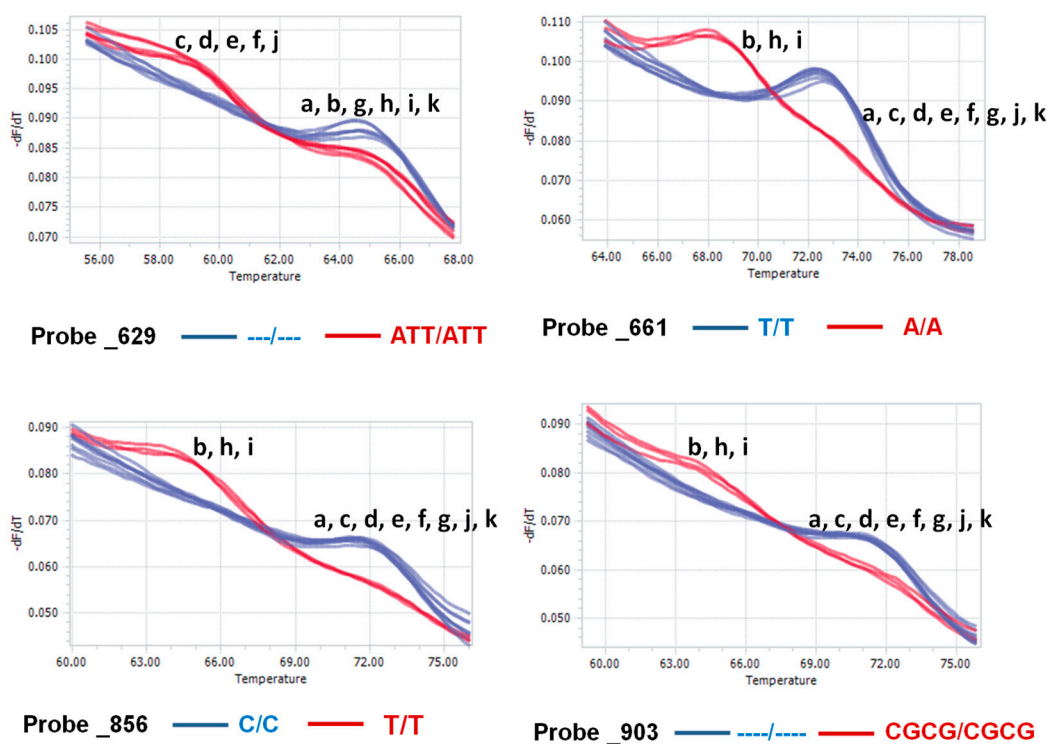 0.105
0.100
0.095
0.090
0.085
0.080
0.075
0.070
-dF/dT
c, d, e, f, j
a, b, g, h, i, k
56.00 58.00 60.00 62.00 64.00 66.00 68.00
Temperature
Probe _629 ---/--- ATT/ATT
0.110
0.100
0.090
0.080
0.070
0.060
-dF/dT
b, h, i
a, c, d, e, f, g, j, k
64.00 66.00 68.00 70.00 72.00 74.00 76.00 78.00
Temperature
Probe _661 T/T A/A
0.090
0.080
0.070
0.060
0.050
-dF/dT
b, h, i
a, c, d, e, f, g, j, k
60.00 63.00 66.00 69.00 72.00 75.00
Temperature
Probe _856 C/C T/T
0.090
0.080
0.070
0.060
0.050
-dF/dT
b, h, i
a, c, d, e, f, g, j, k
60.00 63.00 66.00 69.00 72.00 75.00
Temperature
Probe _903 ----/---- CGCG/CGCG